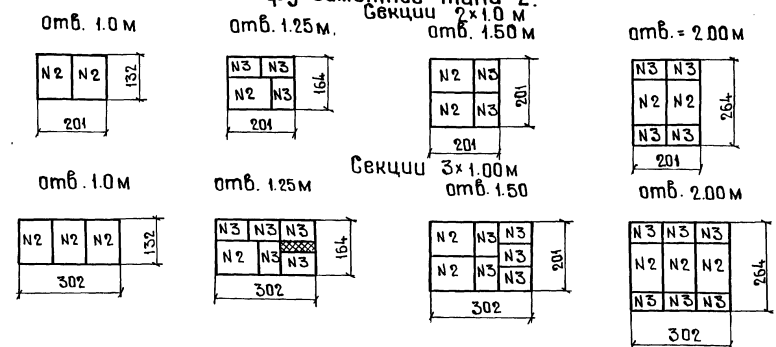 Секции 2×1.0 м
отв. 1.0 м
отв. 1.25 м.
отв. 1.50 м
отв. = 2.00 м
N2 N2
132
201
N3 N3
N2 N3
164
201
N2 N3
N2 N3
201
201
N3 N3
N2 N2
N3 N3
264
201
Секции 3×1.00 м
отв. 1.0 м
отв. 1.25 м
отв. 1.50
отв. 2.00 м
N2 N2 N2
132
302
N3 N3 N3
N2 N3 N3
164
302
N2 N3 N3
N3
N2 N3 N3
201
302
N3 N3 N3
N2 N2 N2
N3 N3 N3
264
302